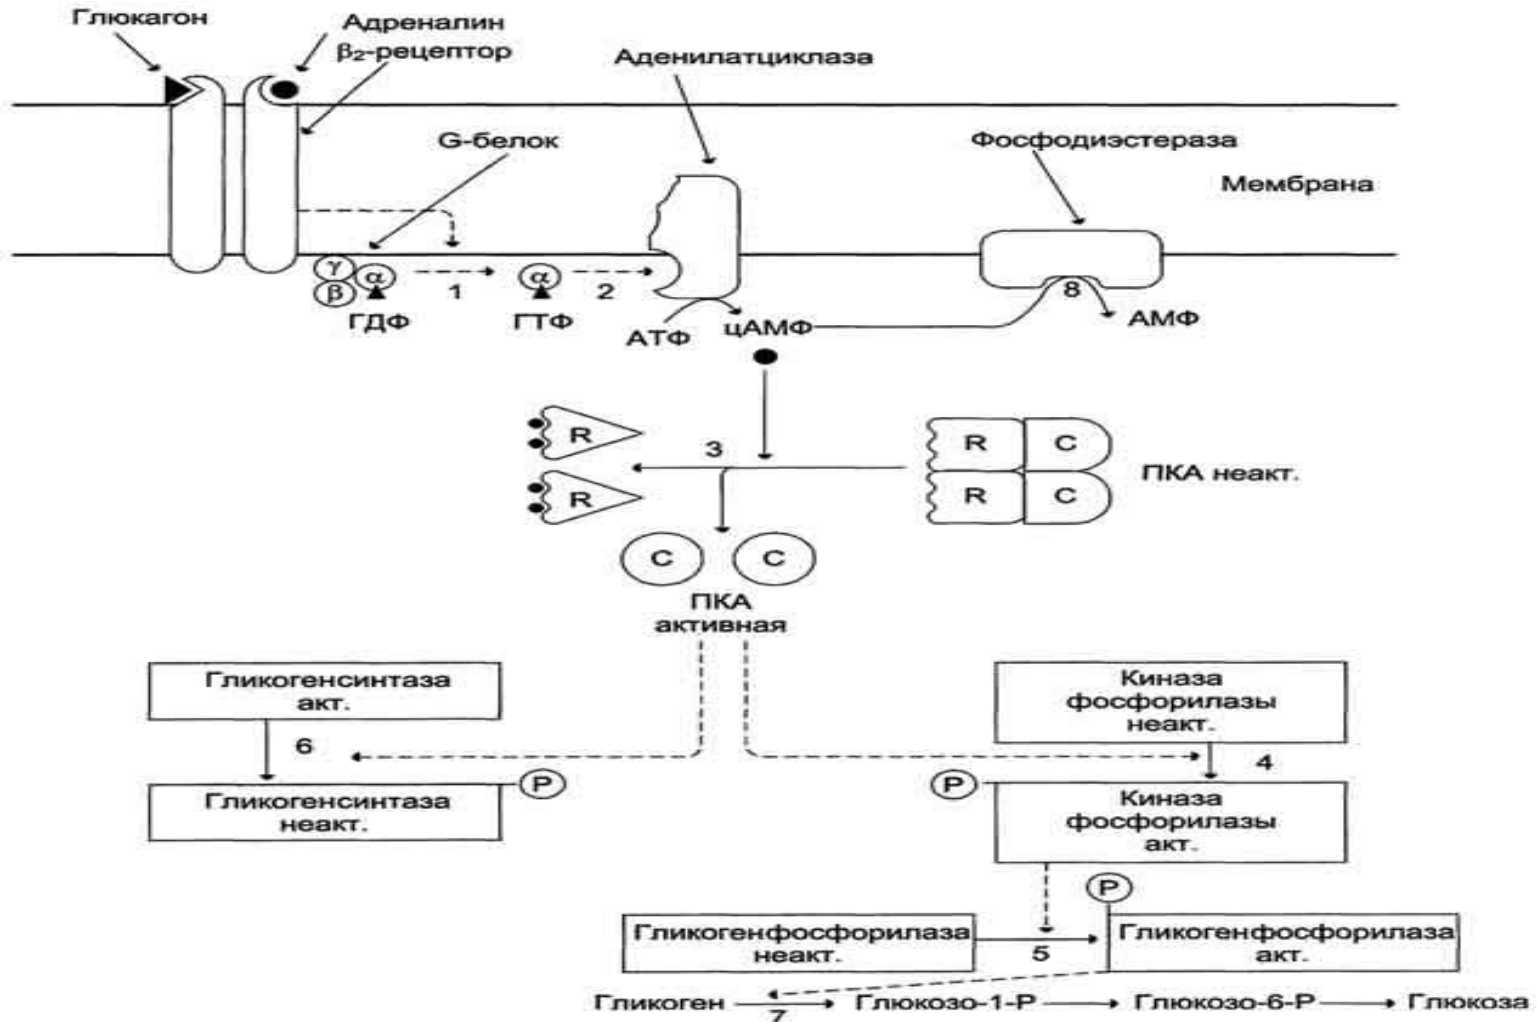 Глюкагон
Адреналин
β₂-рецептор
Аденилатциклаза
G-белок
Фосфодиэстераза
Мембрана
γ
α
β
1
α
2
8
ГДФ
ГТФ
АТФ
цАМФ
АМФ
R
3
R
C
ПКА неакт.
R
R
C
C
C
ПКА
активная
Гликогенсинтаза
акт.
Киназа
фосфорилазы
неакт.
6
4
P
P
Гликогенсинтаза
неакт.
Киназа
фосфорилазы
акт.
P
Гликогенфосфорилаза
неакт.
5
Гликогенфосфорилаза
акт.
Гликоген
7
Глюкозо-1-Р
Глюкозо-6-Р
Глюкоза